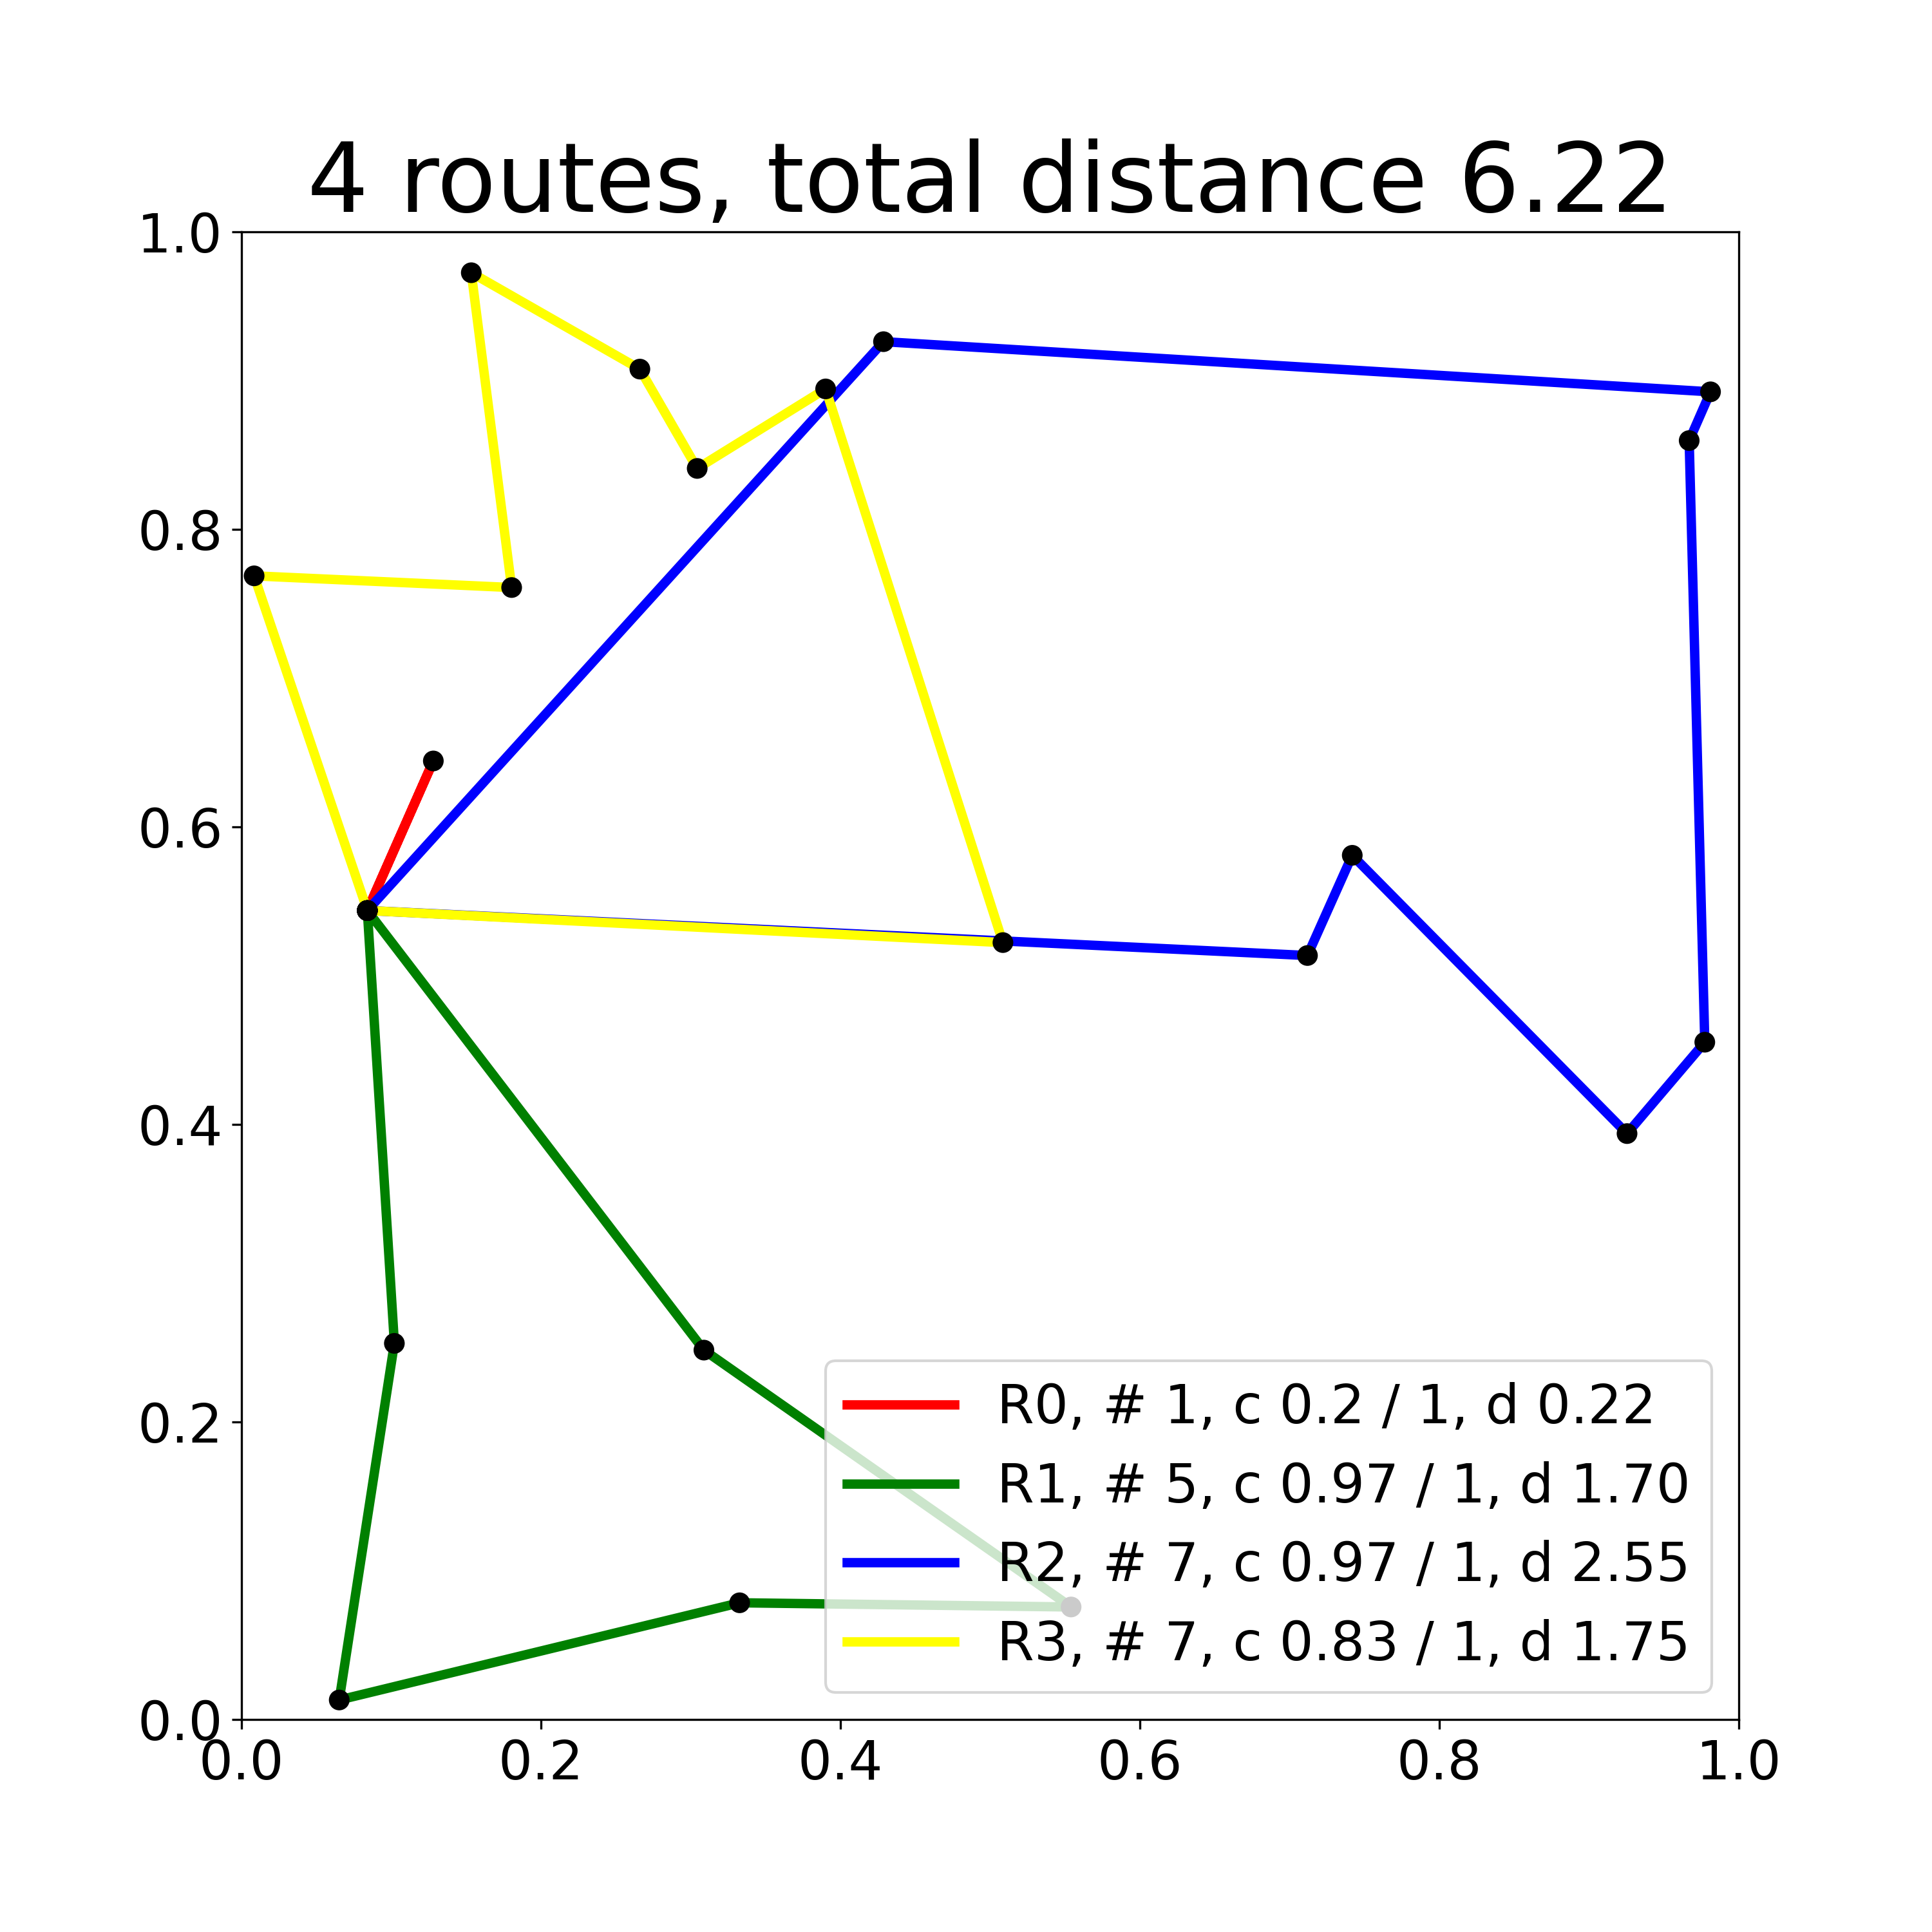 4 routes, total distance 6.22
1.0
0.8
0.6
0.4
0.2
0.0
0.0 0.2 0.4 0.6 0.8 1.0
R0, # 1, c 0.2 / 1, d 0.22
R1, # 5, c 0.97 / 1, d 1.70
R2, # 7, c 0.97 / 1, d 2.55
R3, # 7, c 0.83 / 1, d 1.75